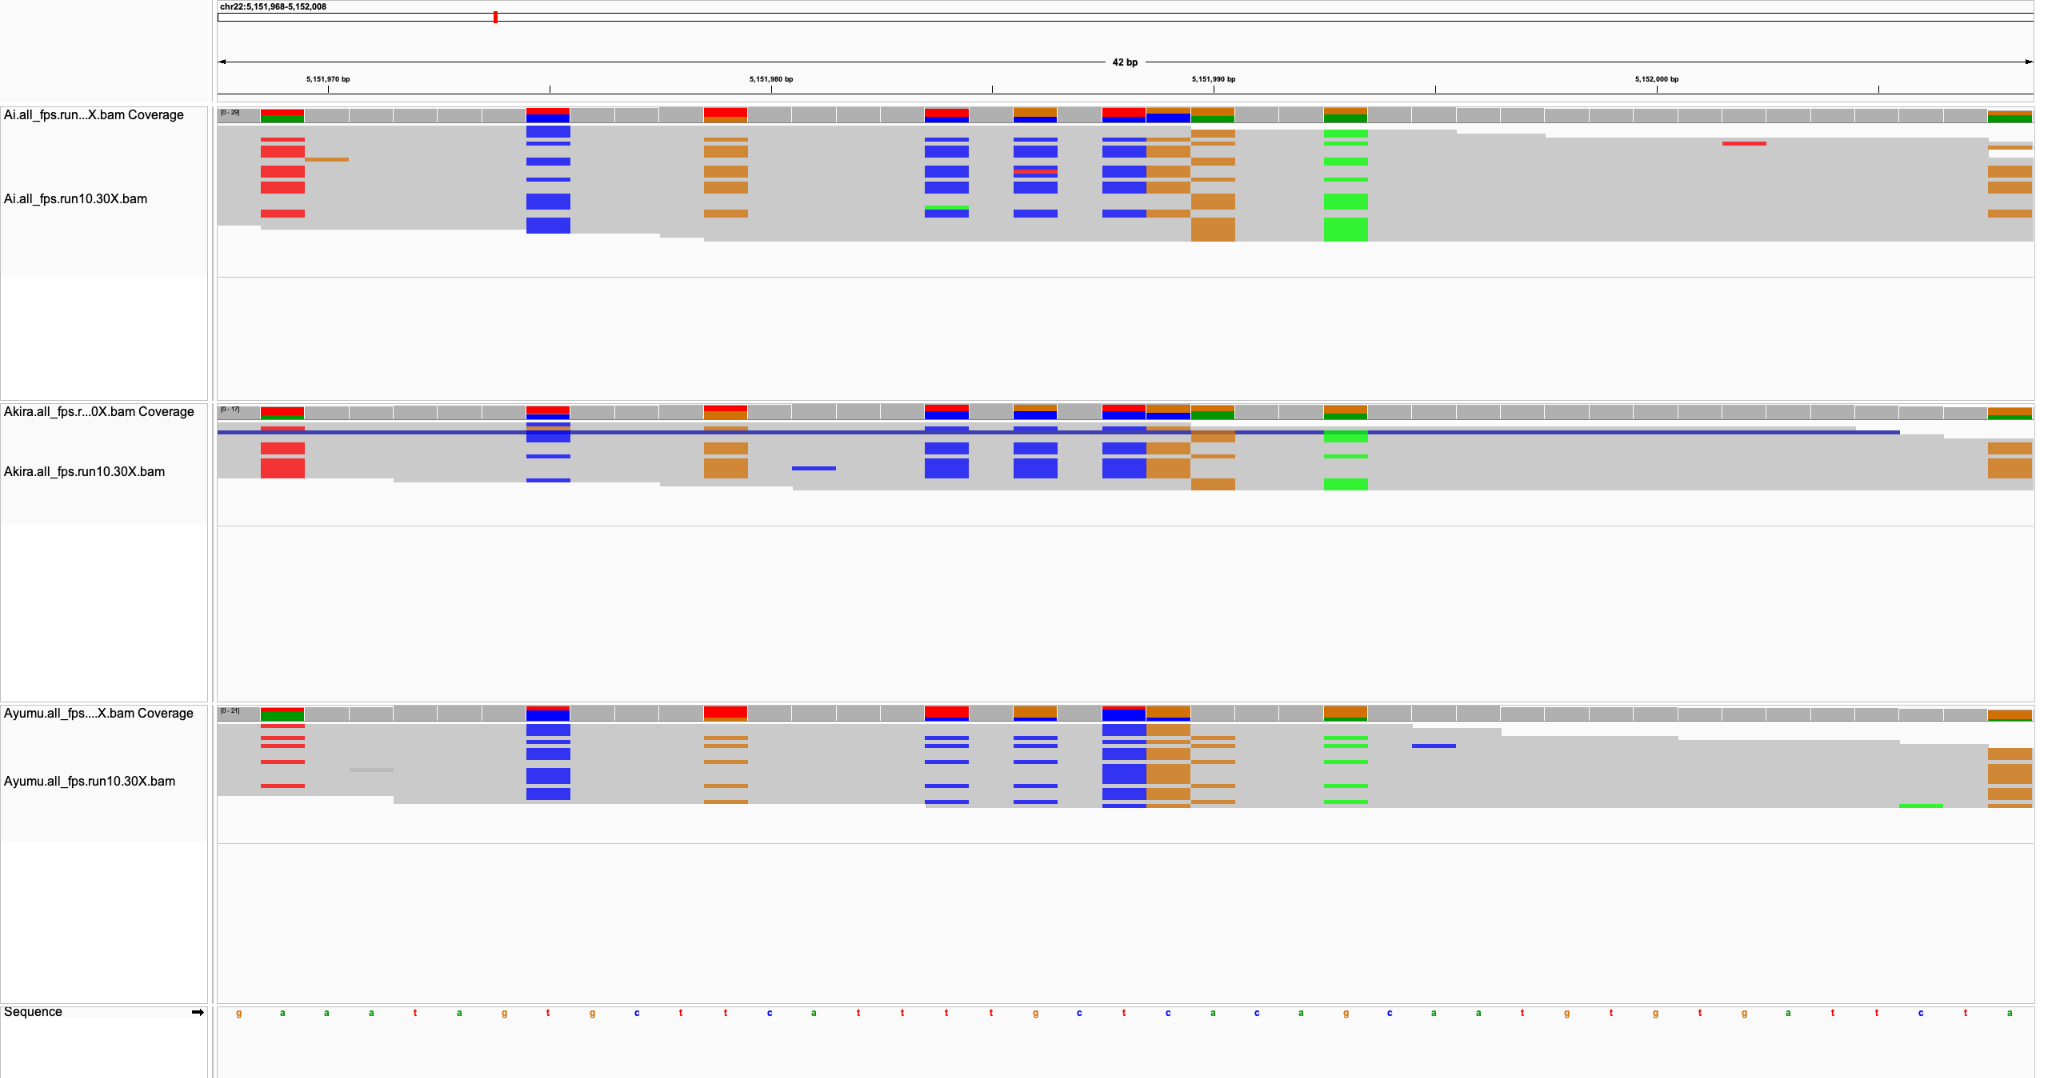 chr22:5,151,968-5,152,008
42 bp
5,151,970 bp 5,151,980 bp 5,151,990 bp 5,152,000 bp
Ai.all_fps.run...X.bam Coverage [0 - 29]
Ai.all_fps.run10.30X.bam
Akira.all_fps.r...0X.bam Coverage [0 - 17]
Akira.all_fps.run10.30X.bam
Ayumu.all_fps....X.bam Coverage [0 - 21]
Ayumu.all_fps.run10.30X.bam
Sequence g a a a t a g t g c t t c a t t t t g c t c a c a g c a a t g t g t g a t t c t a